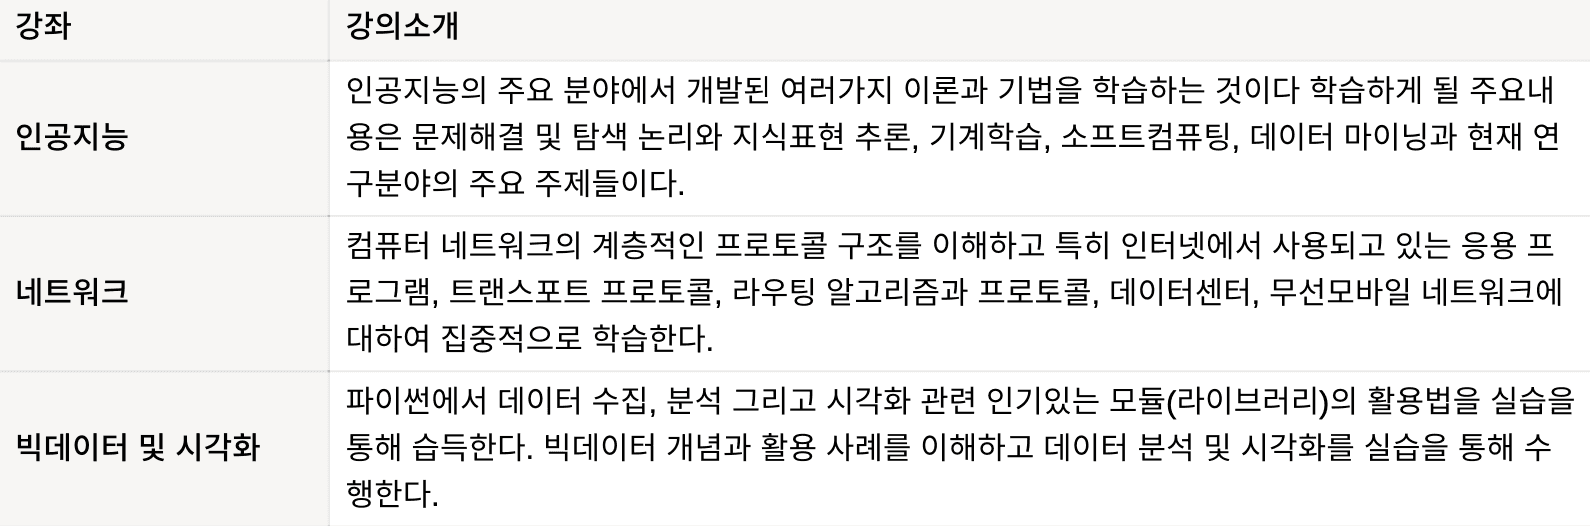 강좌
강의소개
인공지능
인공지능의 주요 분야에서 개발된 여러가지 이론과 기법을 학습하는 것이다 학습하게 될 주요내
용은 문제해결 및 탐색 논리와 지식표현 추론, 기계학습, 소프트컴퓨팅, 데이터 마이닝과 현재 연
구분야의 주요 주제들이다.
네트워크
컴퓨터 네트워크의 계층적인 프로토콜 구조를 이해하고 특히 인터넷에서 사용되고 있는 응용 프
로그램, 트랜스포트 프로토콜, 라우팅 알고리즘과 프로토콜, 데이터센터, 무선모바일 네트워크에
대하여 집중적으로 학습한다.
빅데이터 및 시각화
파이썬에서 데이터 수집, 분석 그리고 시각화 관련 인기있는 모듈(라이브러리)의 활용법을 실습을
통해 습득한다. 빅데이터 개념과 활용 사례를 이해하고 데이터 분석 및 시각화를 실습을 통해 수
행한다.